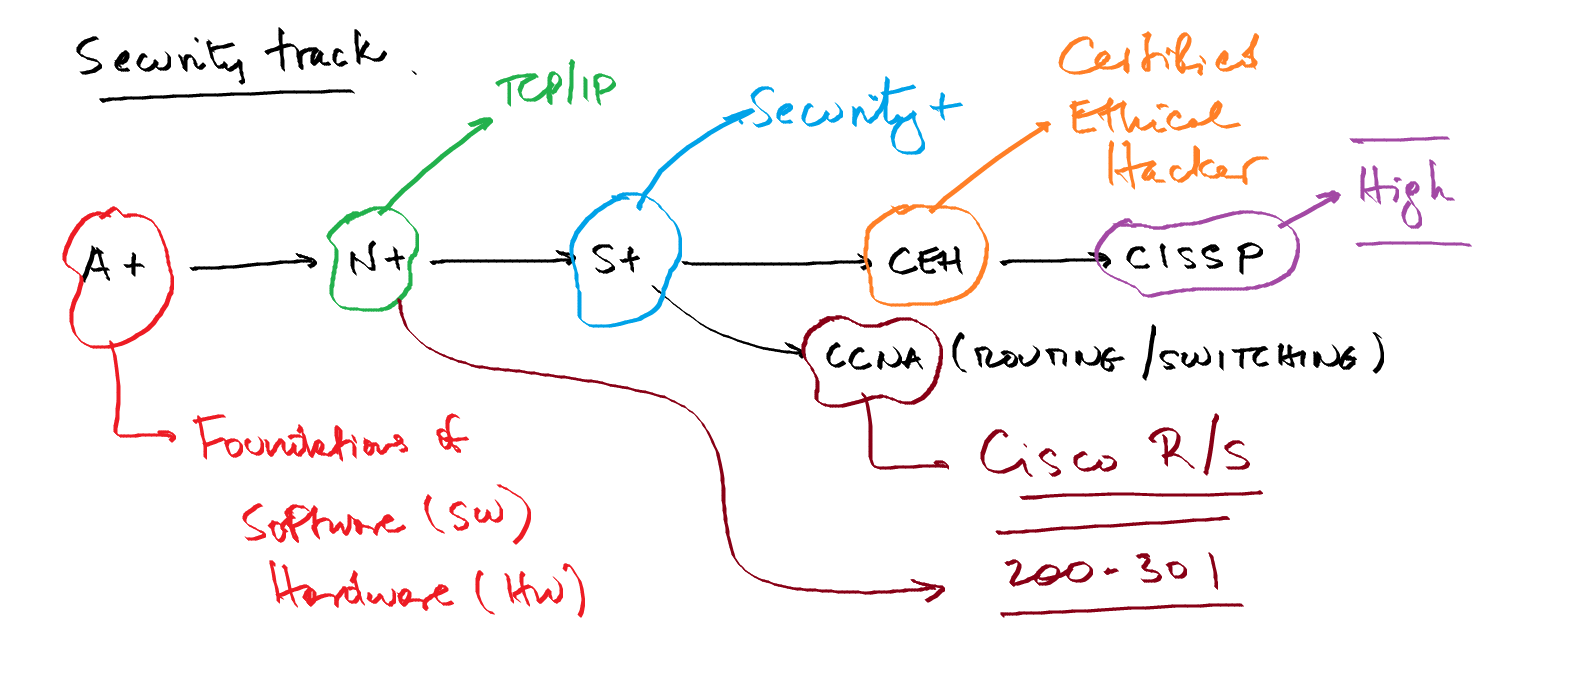 Security track.
TCP/IP
Security+
Certified
Ethical
Hacker
High
A+
N+
S+
CEH
CISSP
CCNA (ROUTING/SWITCHING)
Foundations of
Software (SW)
Hardware (HW)
Cisco R/S
200-301